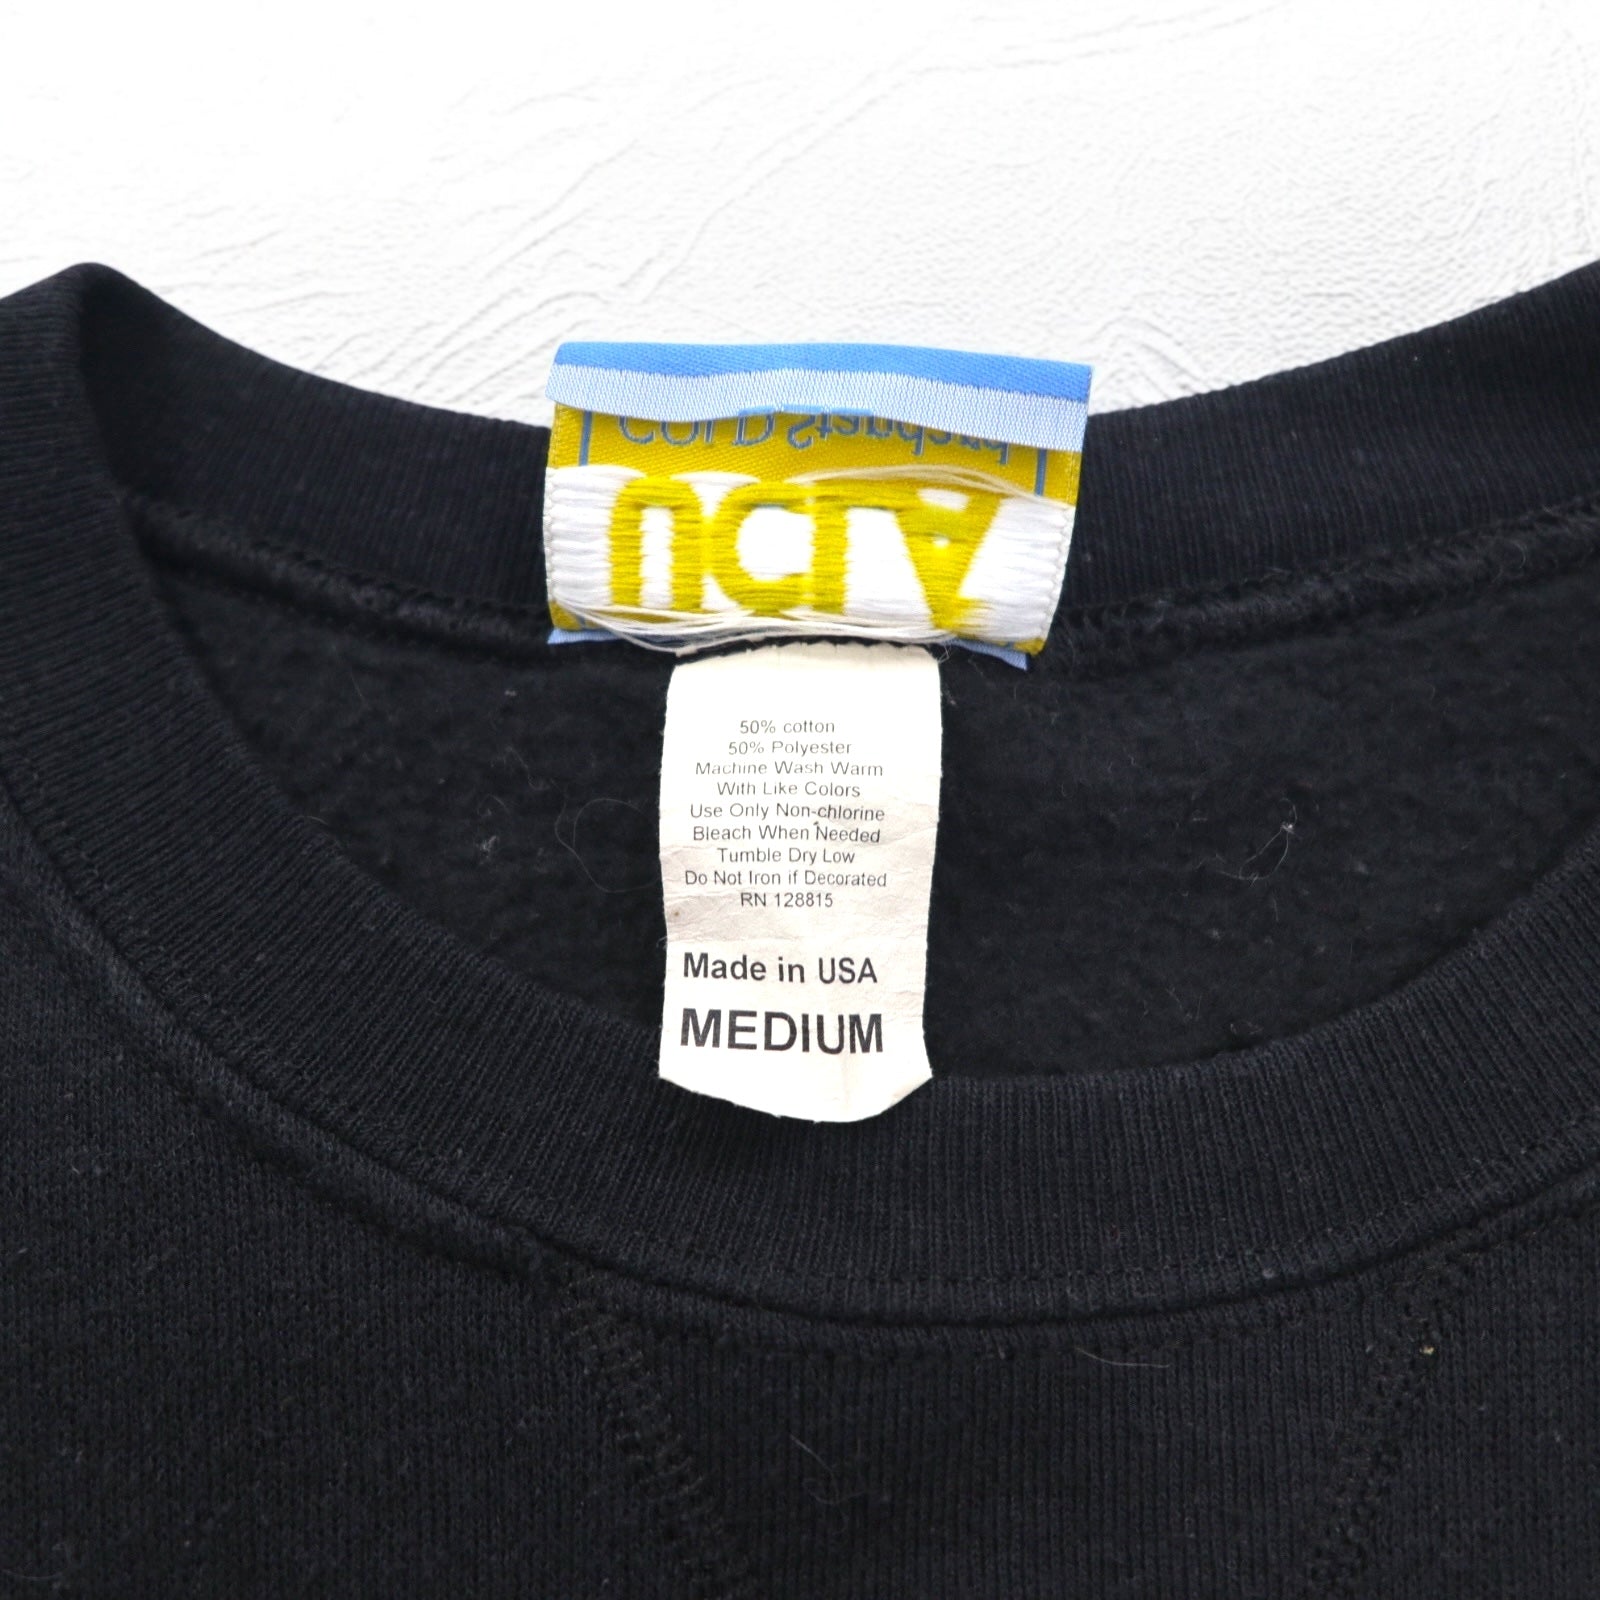 UCLA
50% cotton
50% Polyester
Machine Wash Warm
With Like Colors
Use Only Non-chlorine
Bleach When Needed
Tumble Dry Low
Do Not Iron if Decorated
RN 128815
Made in USA
MEDIUM